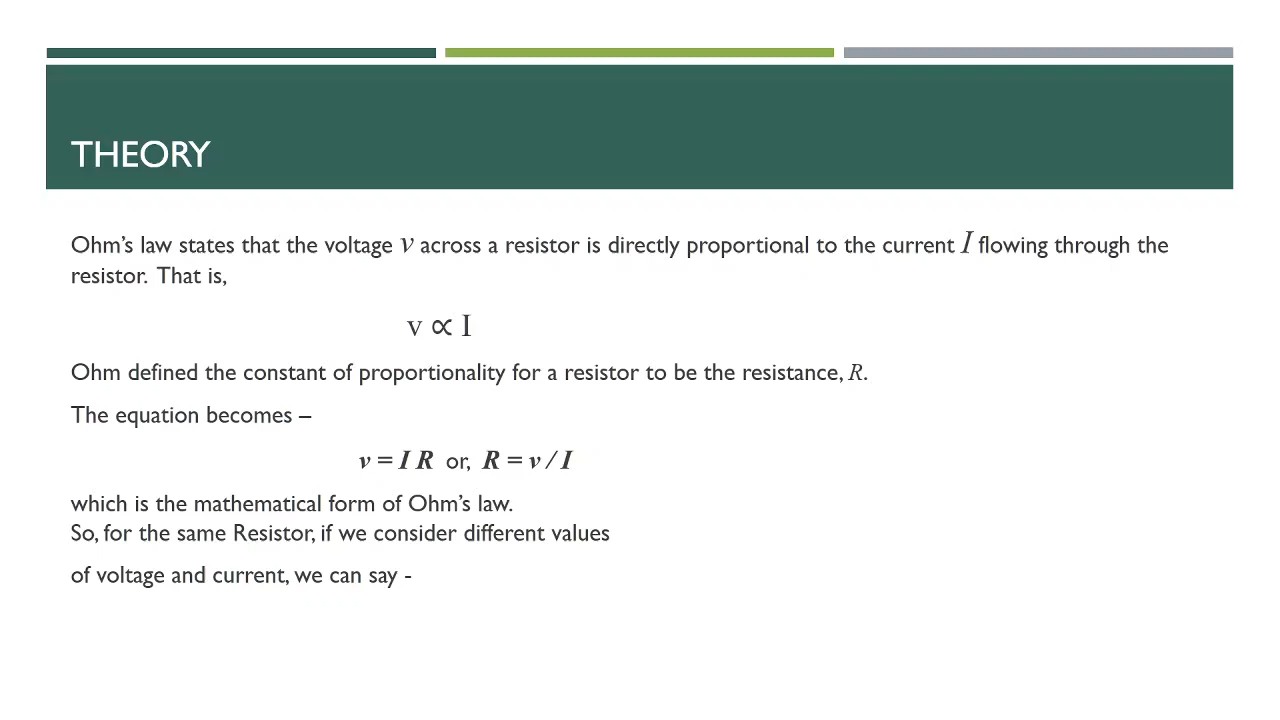 THEORY
Ohm’s law states that the voltage v across a resistor is directly proportional to the current I flowing through the
resistor. That is,
v ∝ I
Ohm defined the constant of proportionality for a resistor to be the resistance, R.
The equation becomes –
v = I R or, R = v / I
which is the mathematical form of Ohm’s law.
So, for the same Resistor, if we consider different values
of voltage and current, we can say -